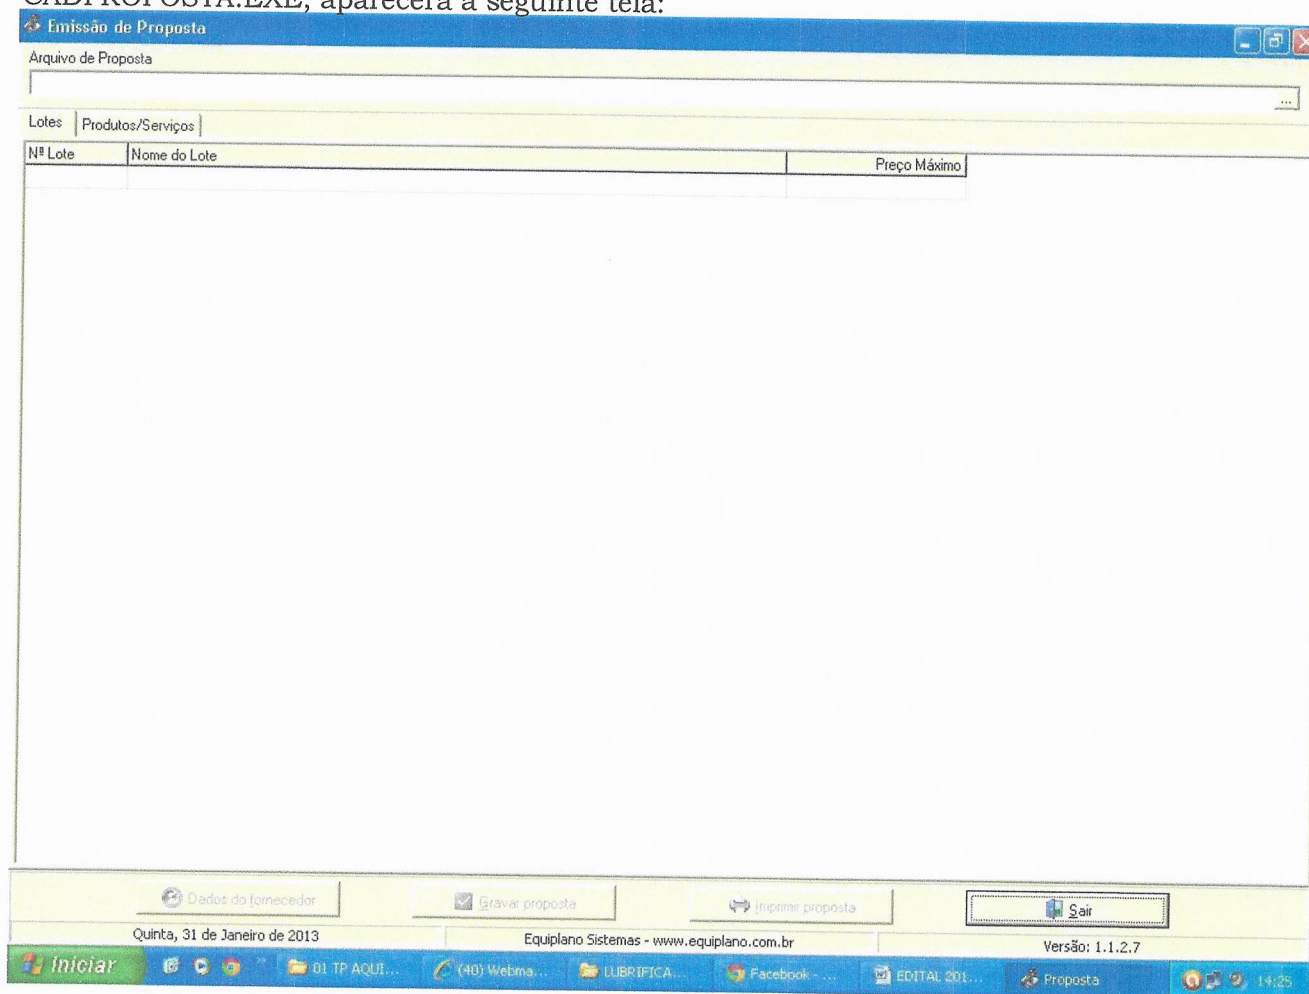 CADPROPOSTA.EXE, aparecerá a seguinte tela:
Emissão de Proposta
Arquivo de Proposta
...
Lotes Produtos/Serviços
Nº Lote Nome do Lote Preço Máximo
Dados do fornecedor Gravar proposta Imprimir proposta Sair
Quinta, 31 de Janeiro de 2013 Equiplano Sistemas - www.equiplano.com.br Versão: 1.1.2.7
Iniciar 01 TP AQUI... (40) Webma... LUBRIFICA... Facebook - ... EDITAL 201... Proposta 14:25